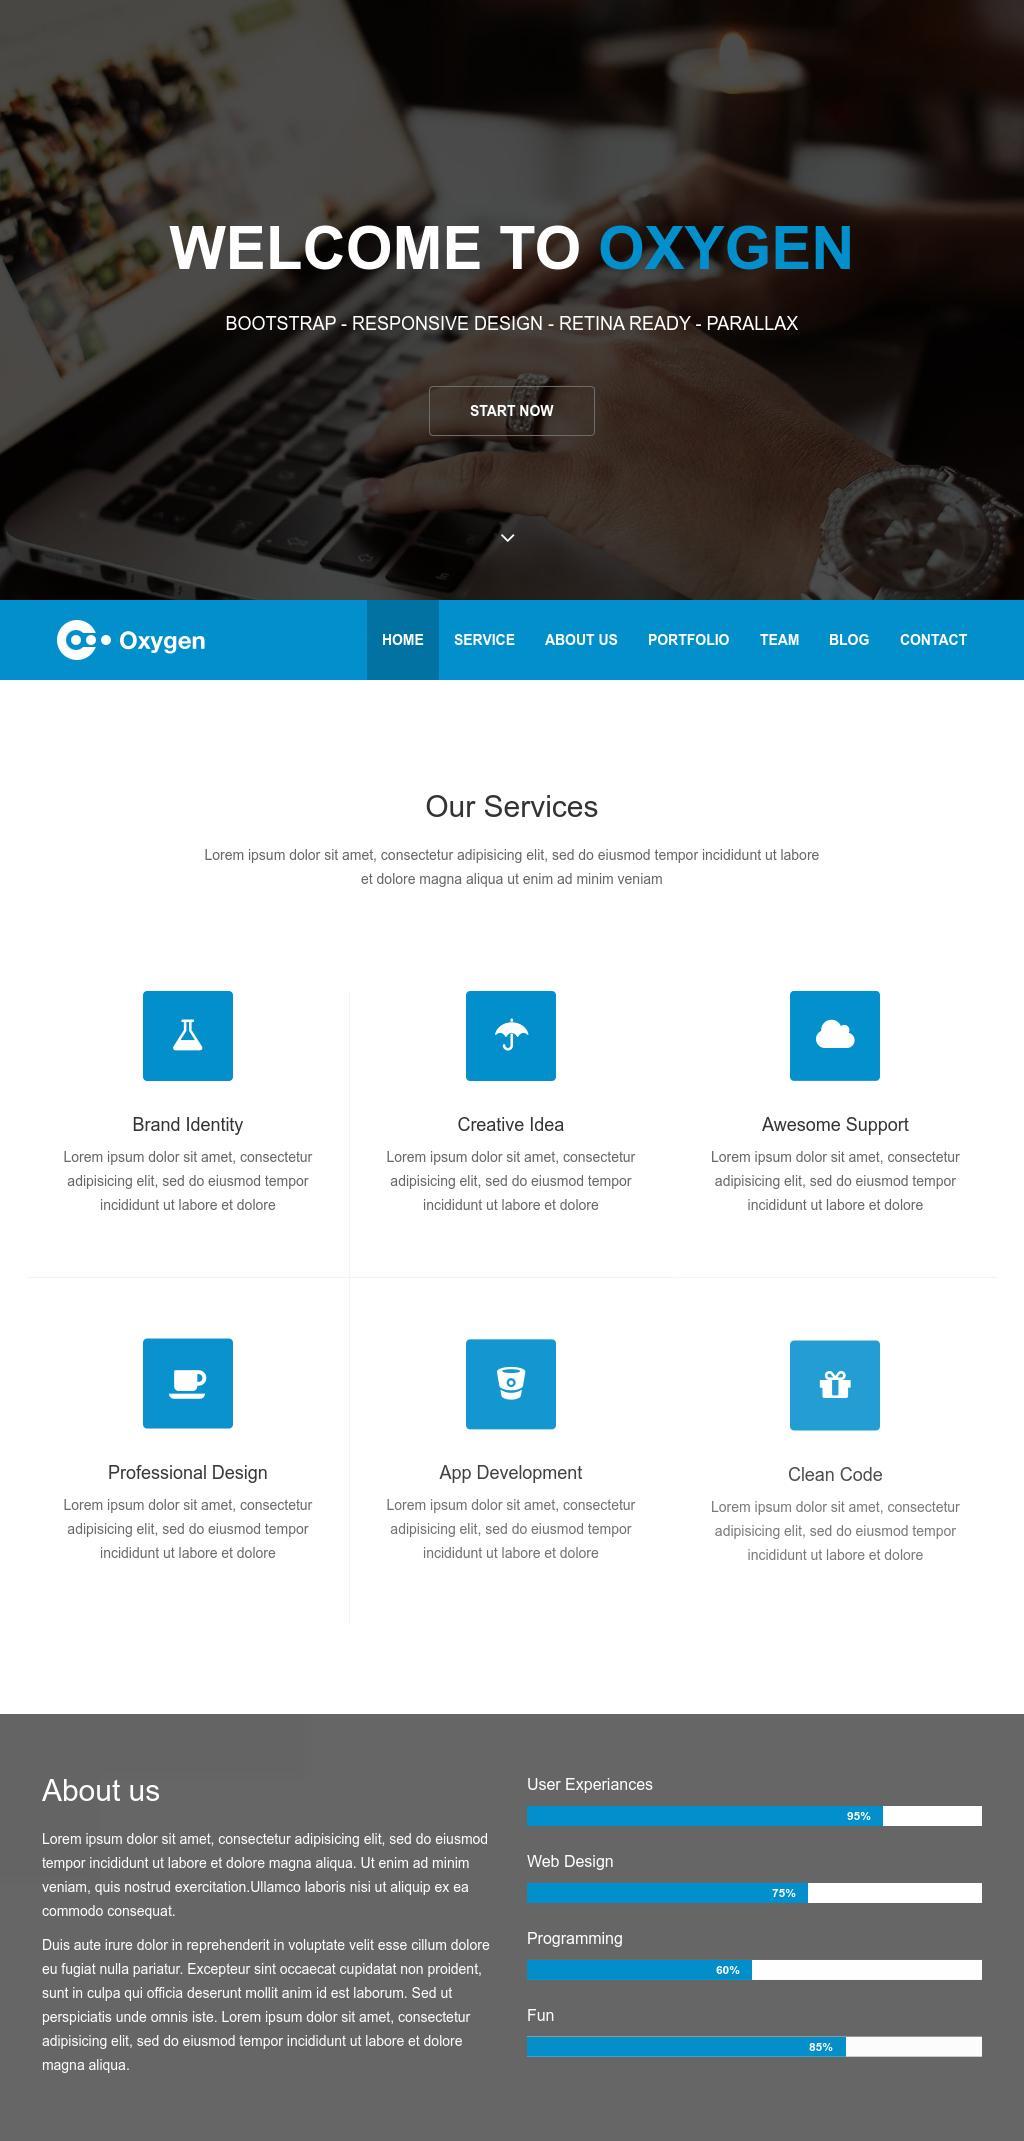 WELCOME TO OXYGEN
BOOTSTRAP - RESPONSIVE DESIGN - RETINA READY - PARALLAX
START NOW
Oxygen
HOME SERVICE ABOUT US PORTFOLIO TEAM BLOG CONTACT
Our Services
Lorem ipsum dolor sit amet, consectetur adipisicing elit, sed do eiusmod tempor incididunt ut labore
et dolore magna aliqua ut enim ad minim veniam
Brand Identity
Lorem ipsum dolor sit amet, consectetur
adipisicing elit, sed do eiusmod tempor
incididunt ut labore et dolore
Creative Idea
Lorem ipsum dolor sit amet, consectetur
adipisicing elit, sed do eiusmod tempor
incididunt ut labore et dolore
Awesome Support
Lorem ipsum dolor sit amet, consectetur
adipisicing elit, sed do eiusmod tempor
incididunt ut labore et dolore
Professional Design
Lorem ipsum dolor sit amet, consectetur
adipisicing elit, sed do eiusmod tempor
incididunt ut labore et dolore
App Development
Lorem ipsum dolor sit amet, consectetur
adipisicing elit, sed do eiusmod tempor
incididunt ut labore et dolore
Clean Code
Lorem ipsum dolor sit amet, consectetur
adipisicing elit, sed do eiusmod tempor
incididunt ut labore et dolore
About us
Lorem ipsum dolor sit amet, consectetur adipisicing elit, sed do eiusmod
tempor incididunt ut labore et dolore magna aliqua. Ut enim ad minim
veniam, quis nostrud exercitation.Ullamco laboris nisi ut aliquip ex ea
commodo consequat.
Duis aute irure dolor in reprehenderit in voluptate velit esse cillum dolore
eu fugiat nulla pariatur. Excepteur sint occaecat cupidatat non proident,
sunt in culpa qui officia deserunt mollit anim id est laborum. Sed ut
perspiciatis unde omnis iste. Lorem ipsum dolor sit amet, consectetur
adipisicing elit, sed do eiusmod tempor incididunt ut labore et dolore
magna aliqua.
User Experiances
95%
Web Design
75%
Programming
60%
Fun
85%